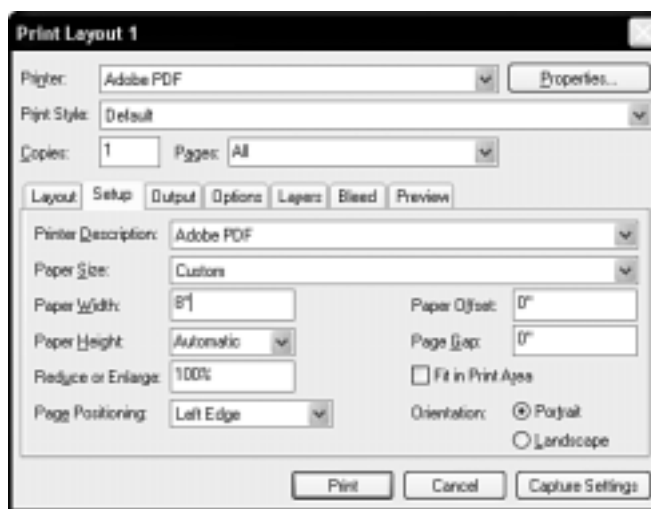 Print Layout 1
Printer: Adobe PDF Properties...
Print Style: Default
Copies: 1 Pages: All
Layout Setup Output Options Layers Bleed Preview
Printer Description: Adobe PDF
Paper Size: Custom
Paper Width: 8" Paper Offset: 0"
Paper Height: Automatic Page Gap: 0"
Reduce or Enlarge: 100% Fit in Print Area
Page Positioning: Left Edge Orientation: Portrait
Landscape
Print Cancel Capture Settings